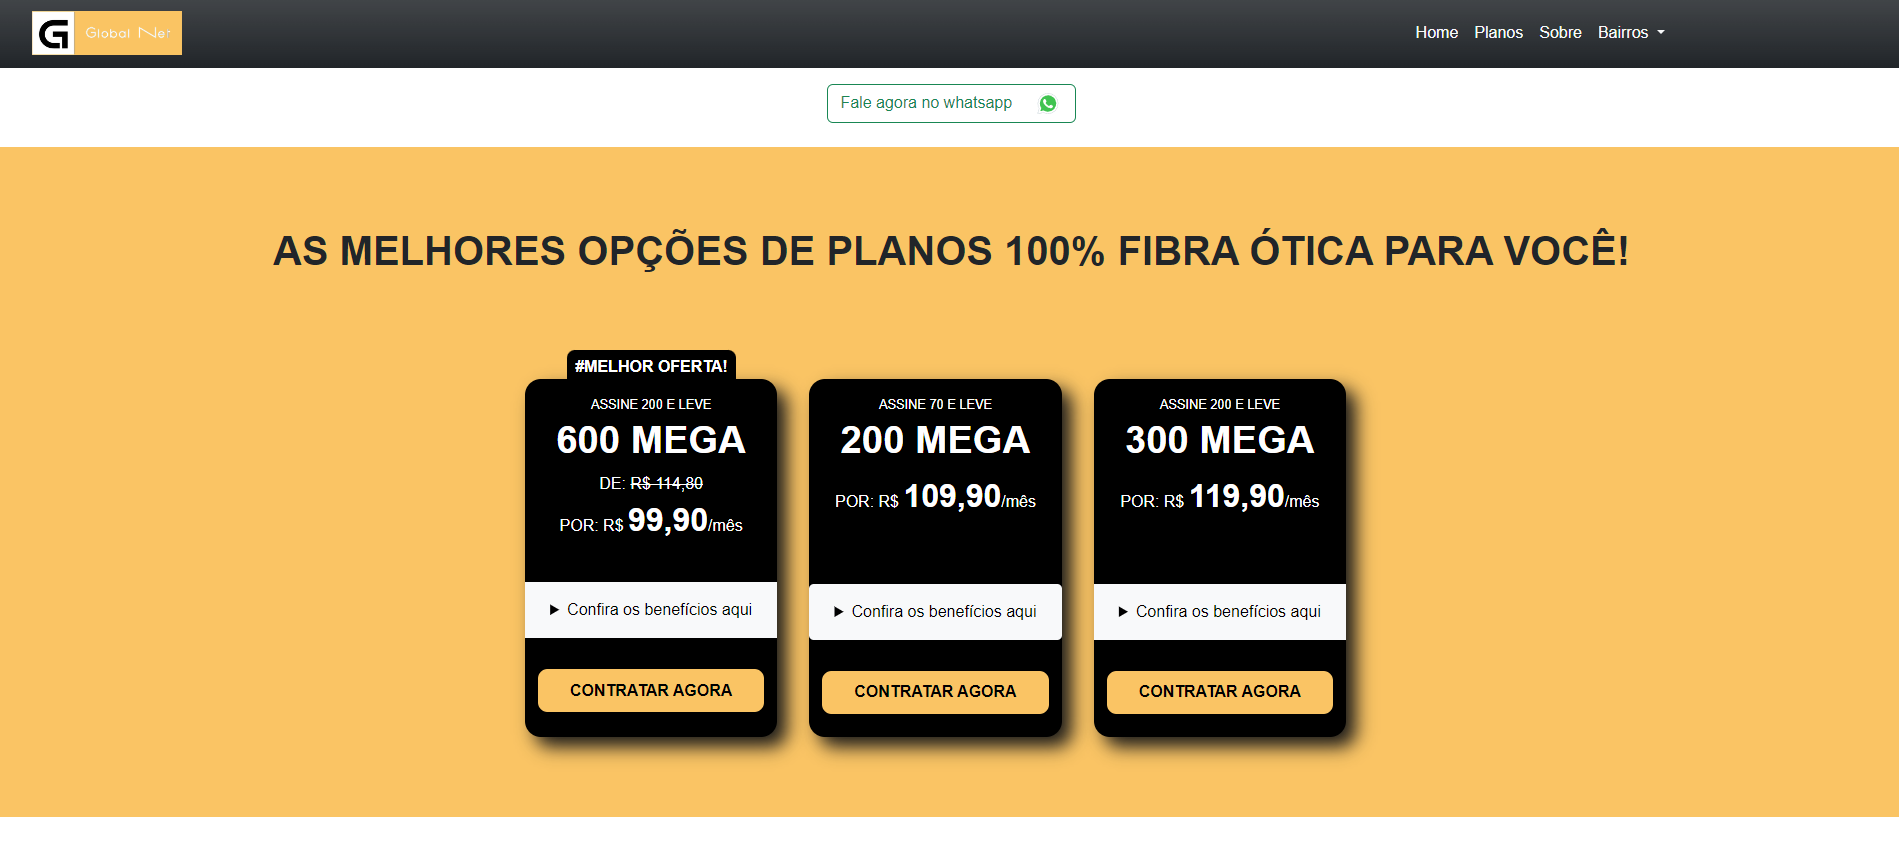 G Global Net
Home Planos Sobre Bairros
Fale agora no whatsapp
AS MELHORES OPÇÕES DE PLANOS 100% FIBRA ÓTICA PARA VOCÊ!
#MELHOR OFERTA!
ASSINE 200 E LEVE
600 MEGA
DE: R$ 114,80
POR: R$ 99,90/mês
Confira os benefícios aqui
CONTRATAR AGORA
ASSINE 70 E LEVE
200 MEGA
POR: R$ 109,90/mês
Confira os benefícios aqui
CONTRATAR AGORA
ASSINE 200 E LEVE
300 MEGA
POR: R$ 119,90/mês
Confira os benefícios aqui
CONTRATAR AGORA